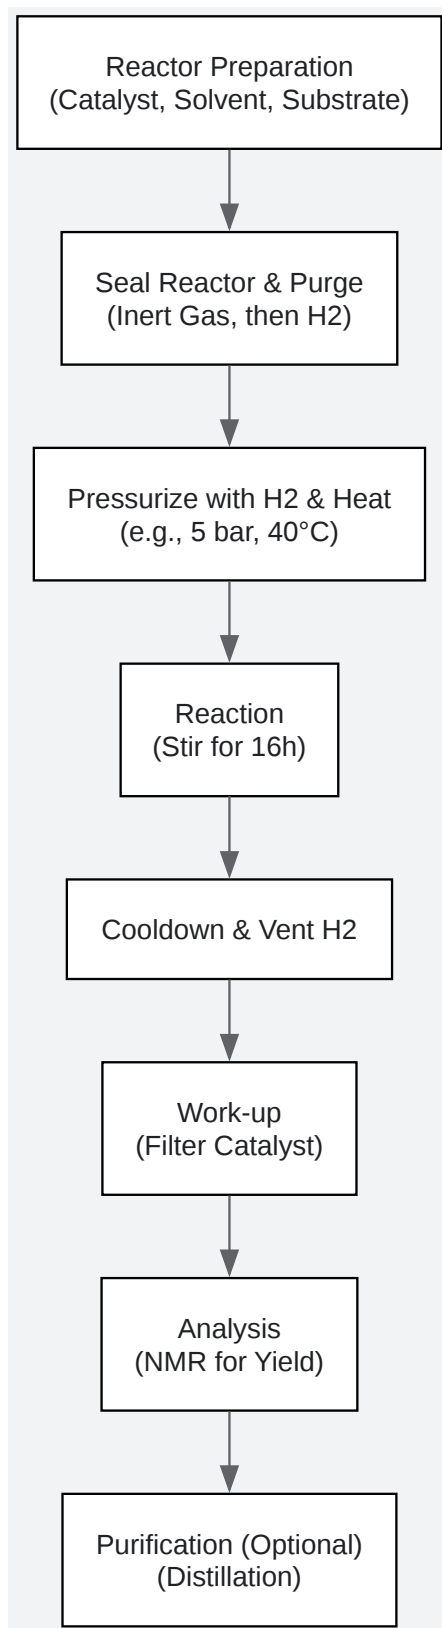 Reactor Preparation
(Catalyst, Solvent, Substrate)
Seal Reactor & Purge
(Inert Gas, then H2)
Pressurize with H2 & Heat
(e.g., 5 bar, 40°C)
Reaction
(Stir for 16h)
Cooldown & Vent H2
Work-up
(Filter Catalyst)
Analysis
(NMR for Yield)
Purification (Optional)
(Distillation)